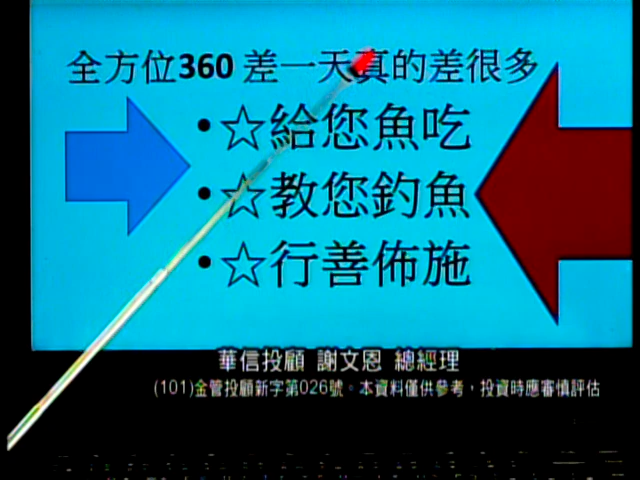 全方位360 差一天真的差很多
•☆給您魚吃
•☆教您釣魚
•☆行善佈施
華信投顧 謝文恩 總經理
(101)金管投顧新字第026號。本資料僅供參考，投資時應審慎評估